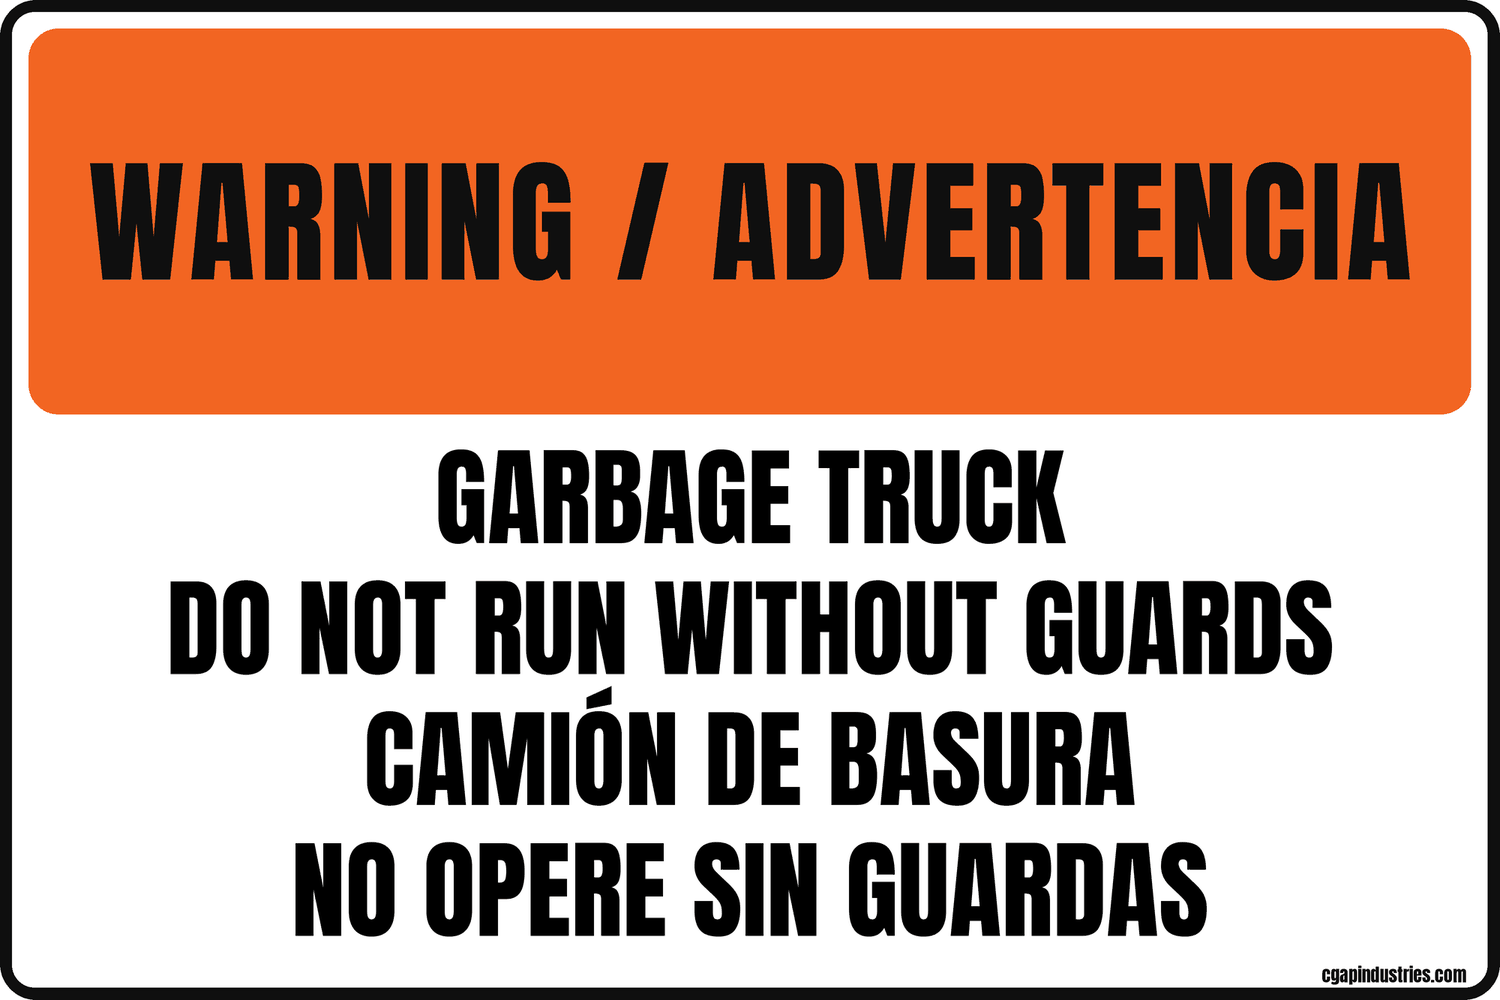 WARNING / ADVERTENCIA
GARBAGE TRUCK
DO NOT RUN WITHOUT GUARDS
CAMIÓN DE BASURA
NO OPERE SIN GUARDAS
cgapindustries.com